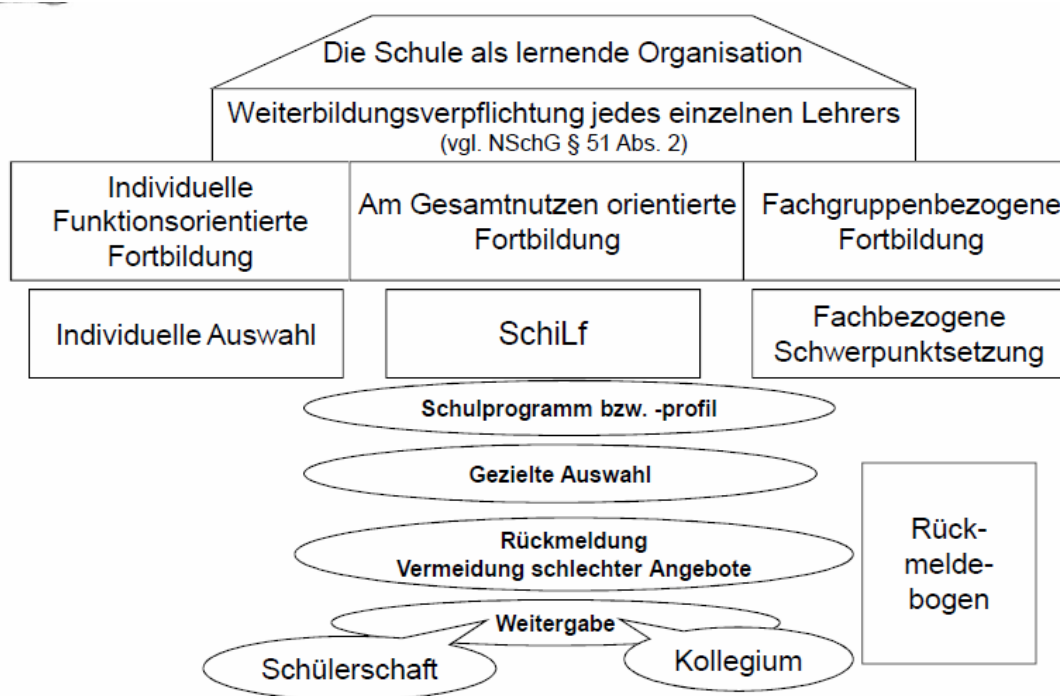 Die Schule als lernende Organisation
Weiterbildungsverpflichtung jedes einzelnen Lehrers
(vgl. NSchG § 51 Abs. 2)
Individuelle
Funktionsorientierte
Fortbildung
Am Gesamtnutzen orientierte
Fortbildung
Fachgruppenbezogene
Fortbildung
Individuelle Auswahl
SchiLf
Fachbezogene
Schwerpunktsetzung
Schulprogramm bzw. -profil
Gezielte Auswahl
Rückmeldung
Vermeidung schlechter Angebote
Rück-
melde-
bogen
Weitergabe
Schülerschaft
Kollegium